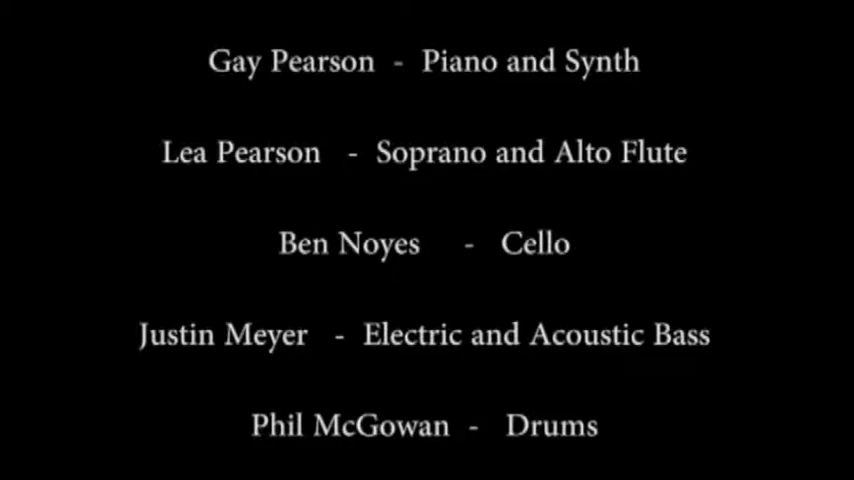 Gay Pearson - Piano and Synth
Lea Pearson - Soprano and Alto Flute
Ben Noyes - Cello
Justin Meyer - Electric and Acoustic Bass
Phil McGowan - Drums